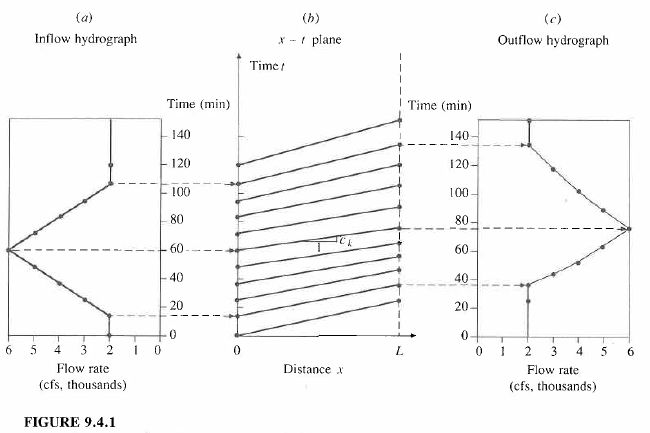 (a)
Inflow hydrograph
(b)
x – t plane
(c)
Outflow hydrograph
Time t
Time (min)
Time (min)
140
120
100
80
60
40
20
0
140
120
100
80
60
40
20
0
1
ck
6 5 4 3 2 1 0
Flow rate
(cfs, thousands)
0
L
Distance x
0 1 2 3 4 5 6
Flow rate
(cfs, thousands)
FIGURE 9.4.1